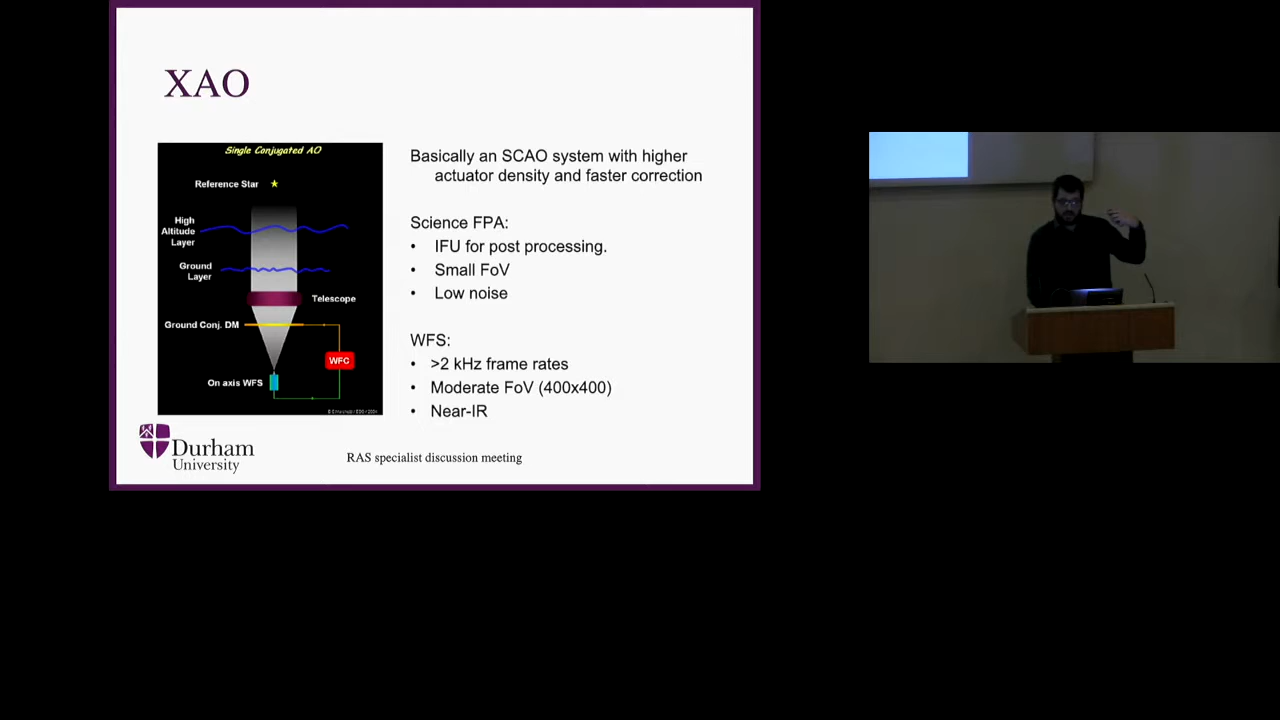 XAO
Single Conjugated AO
Reference Star
High
Altitude
Layer
Ground
Layer
Telescope
Ground Conj. DM
WFC
On axis WFS
Basically an SCAO system with higher
actuator density and faster correction
Science FPA:
• IFU for post processing.
• Small FoV
• Low noise
WFS:
• >2 kHz frame rates
• Moderate FoV (400x400)
• Near-IR
Durham
University
RAS specialist discussion meeting